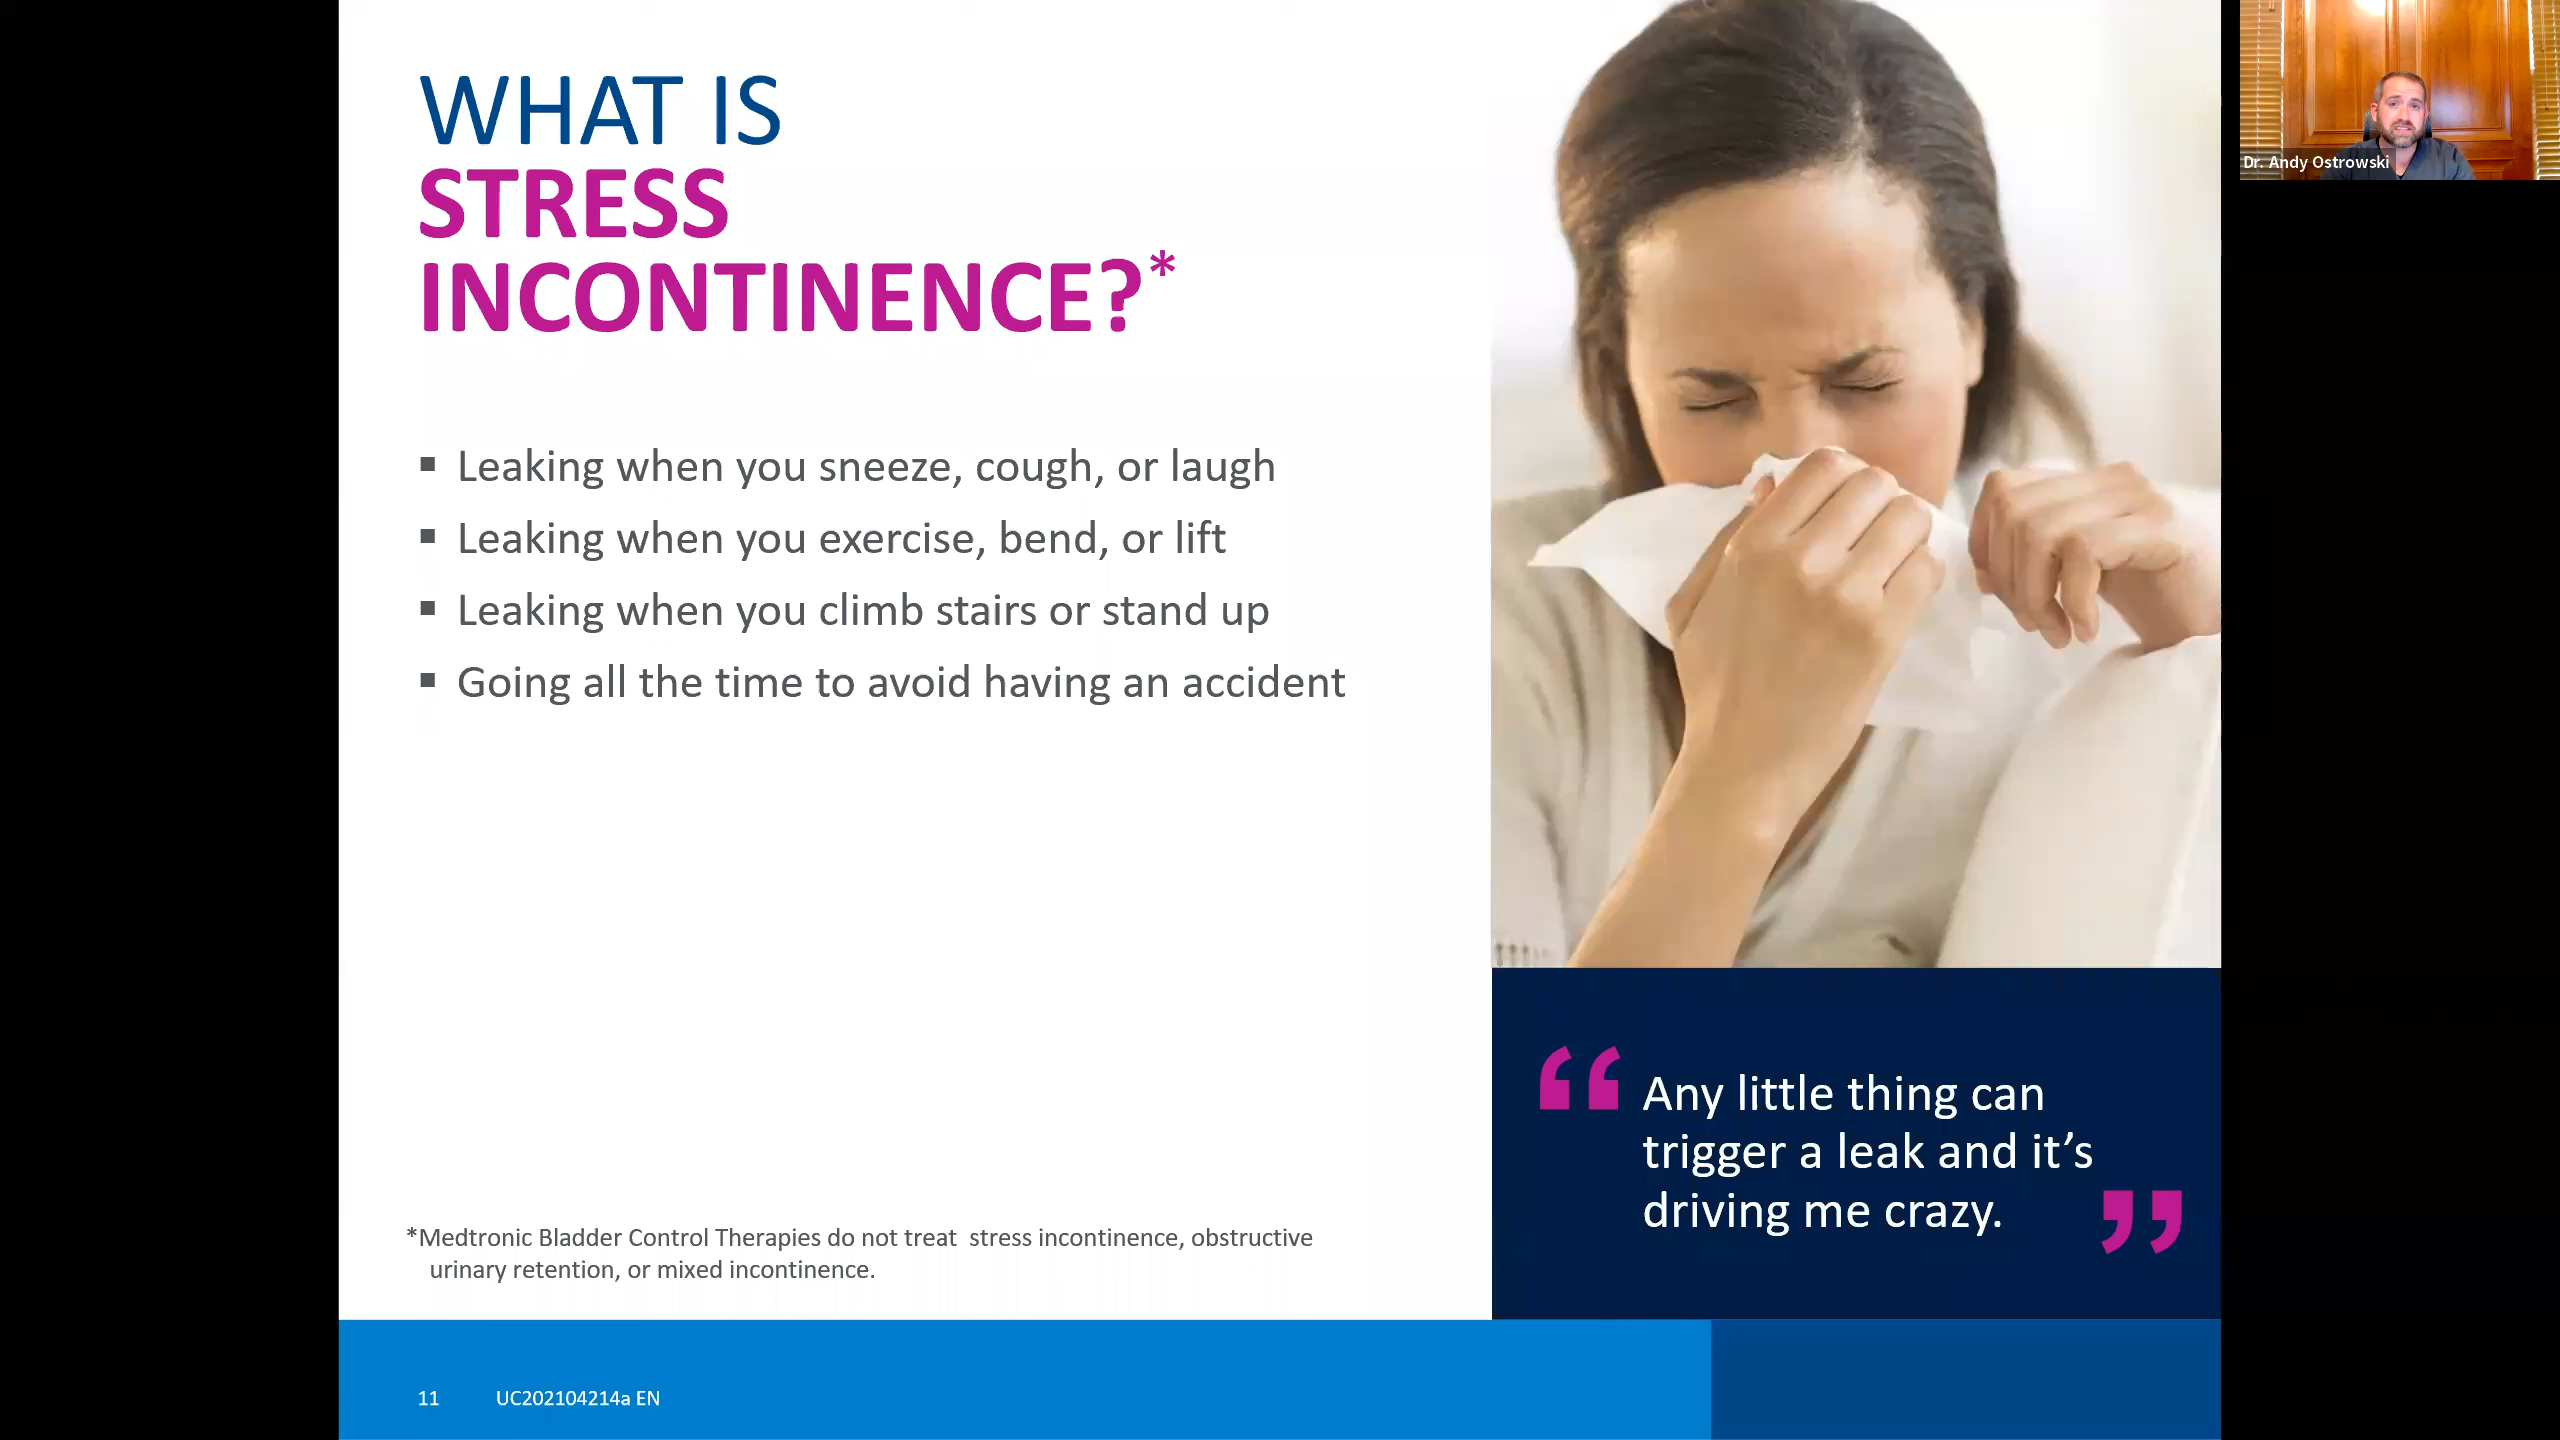 WHAT IS
STRESS
INCONTINENCE?*
▪ Leaking when you sneeze, cough, or laugh
▪ Leaking when you exercise, bend, or lift
▪ Leaking when you climb stairs or stand up
▪ Going all the time to avoid having an accident
*Medtronic Bladder Control Therapies do not treat stress incontinence, obstructive
urinary retention, or mixed incontinence.
“ Any little thing can
trigger a leak and it’s
driving me crazy. ”
11 UC202104214a EN
Dr. Andy Ostrowski